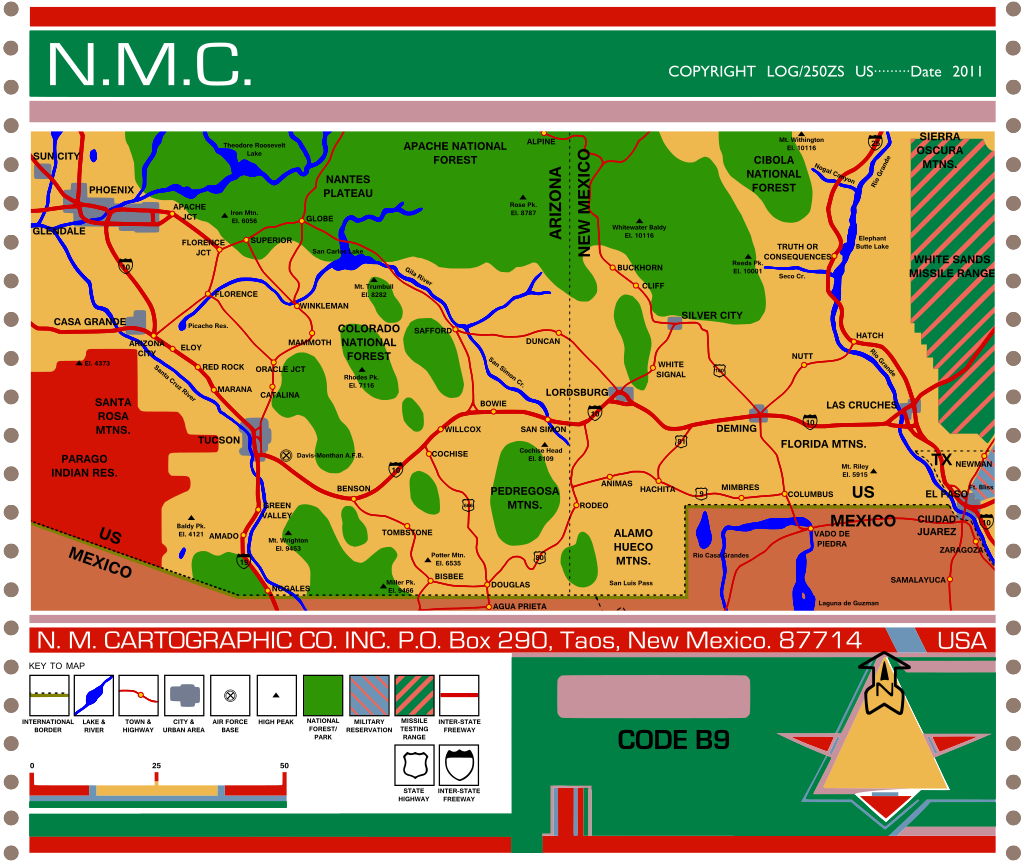 N.M.C.
COPYRIGHT LOG/250ZS US·········Date 2011
SUN CITY
PHOENIX
GLENDALE
APACHE
JCT
Theodore Roosevelt
Lake
Iron Mtn.
El. 6056
FLORENCE
JCT
SUPERIOR
GLOBE
NANTES
PLATEAU
APACHE NATIONAL
FOREST
ALPINE
ARIZONA
NEW MEXICO
Rose Pk.
El. 8787
Whitewater Baldy
El. 10116
Mt. Withington
El. 10116
CIBOLA
NATIONAL
FOREST
Nogal Canyon
Rio Grande
25
SIERRA
OSCURA
MTNS.
Elephant
Butte Lake
TRUTH OR
CONSEQUENCES
Reeds Pk.
El. 10001
Seco Cr.
WHITE SANDS
MISSILE RANGE
10
San Carlos Lake
Gila River
Mt. Trumbull
El. 8282
BUCKHORN
CLIFF
FLORENCE
WINKLEMAN
Picacho Res.
CASA GRANDE
ARIZONA
CITY
ELOY
MAMMOTH
COLORADO
NATIONAL
FOREST
SAFFORD
DUNCAN
SILVER CITY
HATCH
NUTT
Rio Grande
El. 4373
RED ROCK
ORACLE JCT
Rhodes Pk.
El. 7116
San Simon Cr.
WHITE
SIGNAL
Santa Cruz River
MARANA
CATALINA
LORDSBURG
SANTA
ROSA
MTNS.
BOWIE
10
LAS CRUCHES
DEMING
10
WILLCOX
SAN SIMON
TUCSON
81
FLORIDA MTNS.
PARAGO
INDIAN RES.
Davis-Monthan A.F.B.
COCHISE
Cochise Head
El. 8109
10
TX
NEWMAN
Mt. Riley
El. 5915
BENSON
PEDREGOSA
MTNS.
ANIMAS
HACHITA
9
MIMBRES
COLUMBUS
US
EL PASO
Ft. Bliss
GREEN
VALLEY
RODEO
MEXICO
CIUDAD
JUAREZ
10
Baldy Pk.
El. 4121
AMADO
Mt. Wrighton
El. 9453
TOMBSTONE
ALAMO
HUECO
MTNS.
VADO DE
PIEDRA
ZARAGOZA
US
MEXICO
19
Potter Mtn.
El. 6535
80
Rio Casa Grandes
NOGALES
Miller Pk.
El. 9466
BISBEE
DOUGLAS
San Luis Pass
SAMALAYUCA
AGUA PRIETA
Laguna de Guzman
N. M. CARTOGRAPHIC CO. INC. P.O. Box 290, Taos, New Mexico. 87714
USA
KEY TO MAP
INTERNATIONAL
BORDER
LAKE &
RIVER
TOWN &
HIGHWAY
CITY &
URBAN AREA
AIR FORCE
BASE
HIGH PEAK
NATIONAL
FOREST/
PARK
MILITARY
RESERVATION
MISSILE
TESTING
RANGE
INTER-STATE
FREEWAY
0 25 50
STATE
HIGHWAY
INTER-STATE
FREEWAY
CODE B9
N